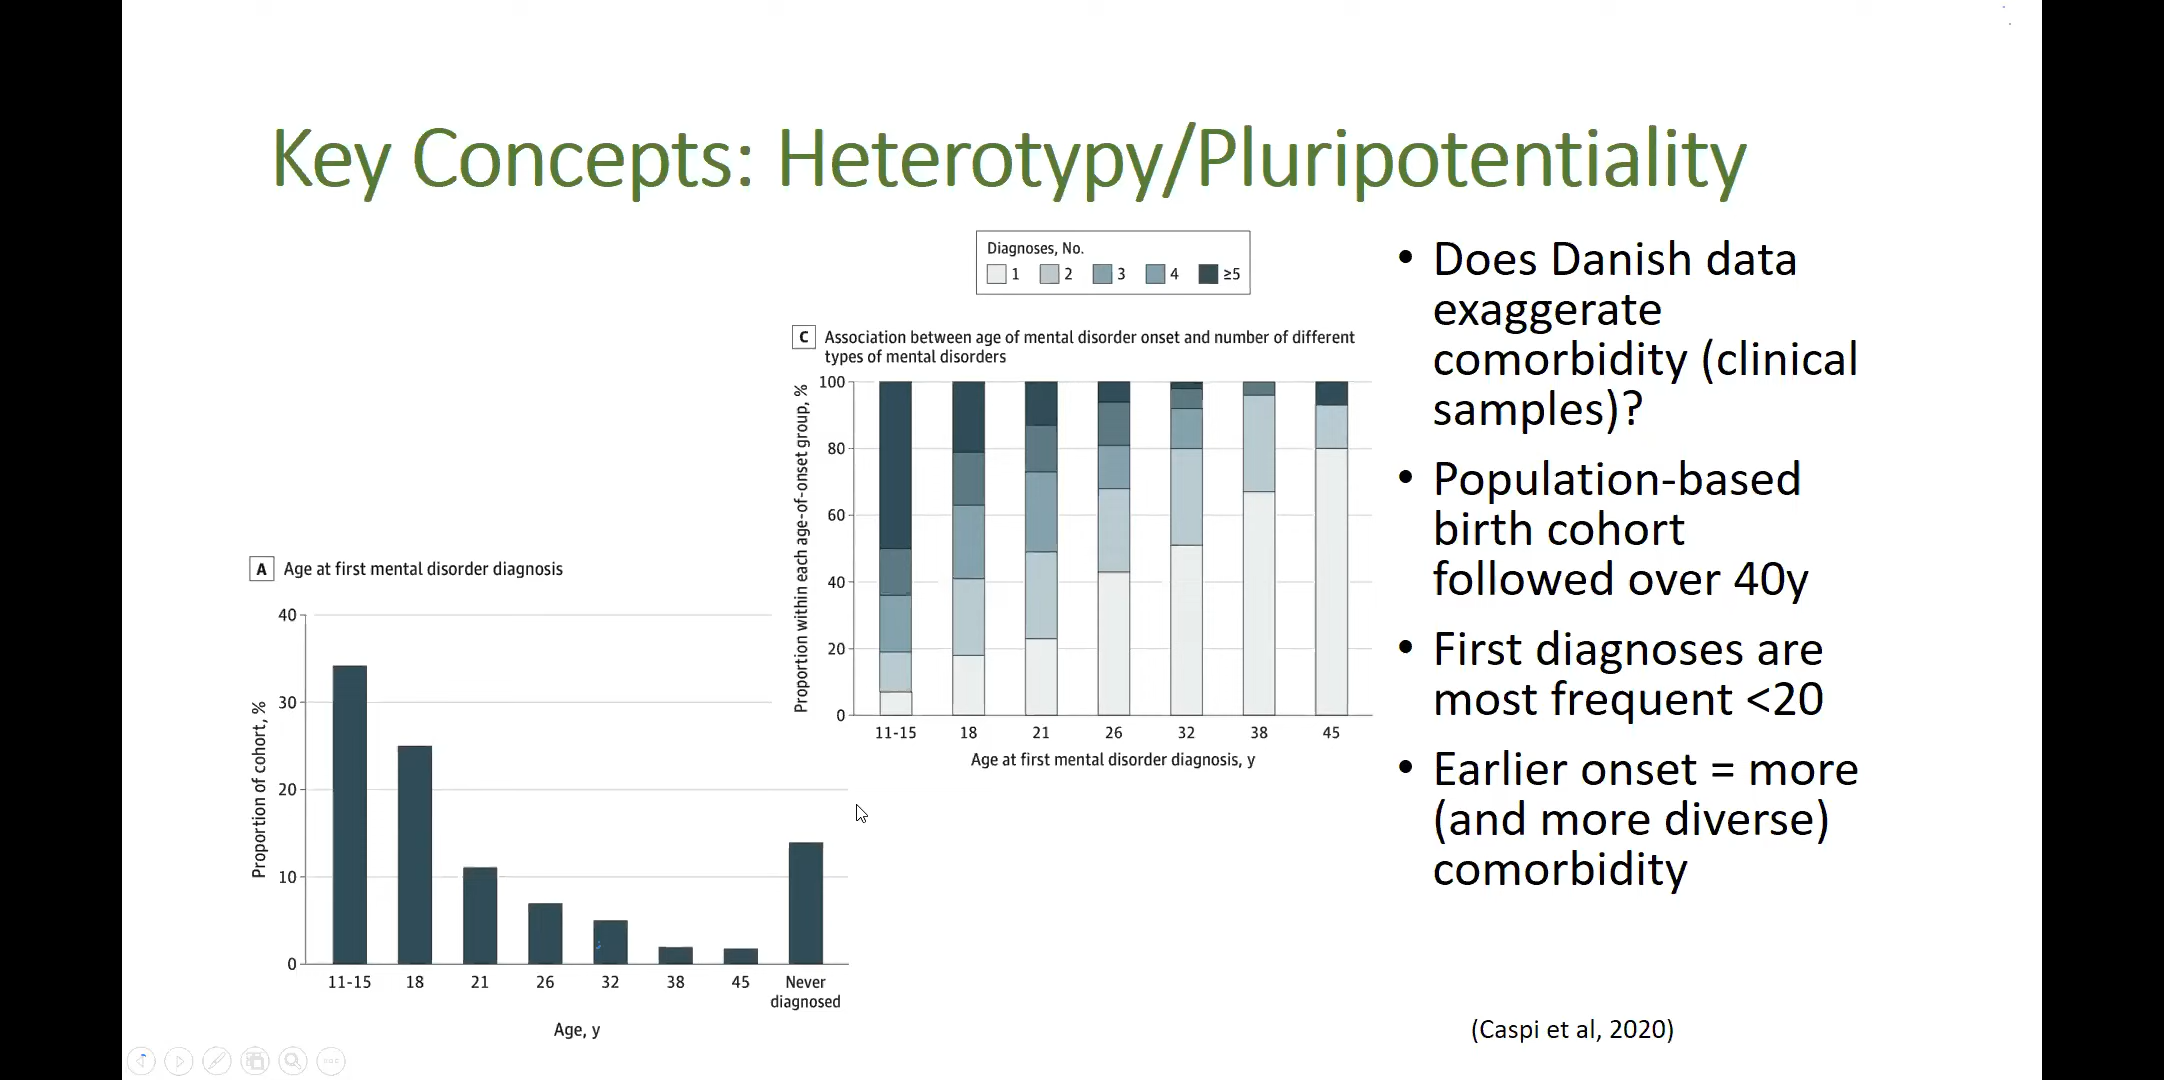 Key Concepts: Heterotypy/Pluripotentiality
Diagnoses, No.
1 2 3 4 ≥5
C Association between age of mental disorder onset and number of different
types of mental disorders
Proportion within each age-of-onset group, %
100
80
60
40
20
0
11-15 18 21 26 32 38 45
Age at first mental disorder diagnosis, y
A Age at first mental disorder diagnosis
Proportion of cohort, %
40
30
20
10
0
11-15 18 21 26 32 38 45 Never
diagnosed
Age, y
• Does Danish data
exaggerate
comorbidity (clinical
samples)?
• Population-based
birth cohort
followed over 40y
• First diagnoses are
most frequent <20
• Earlier onset = more
(and more diverse)
comorbidity
(Caspi et al, 2020)